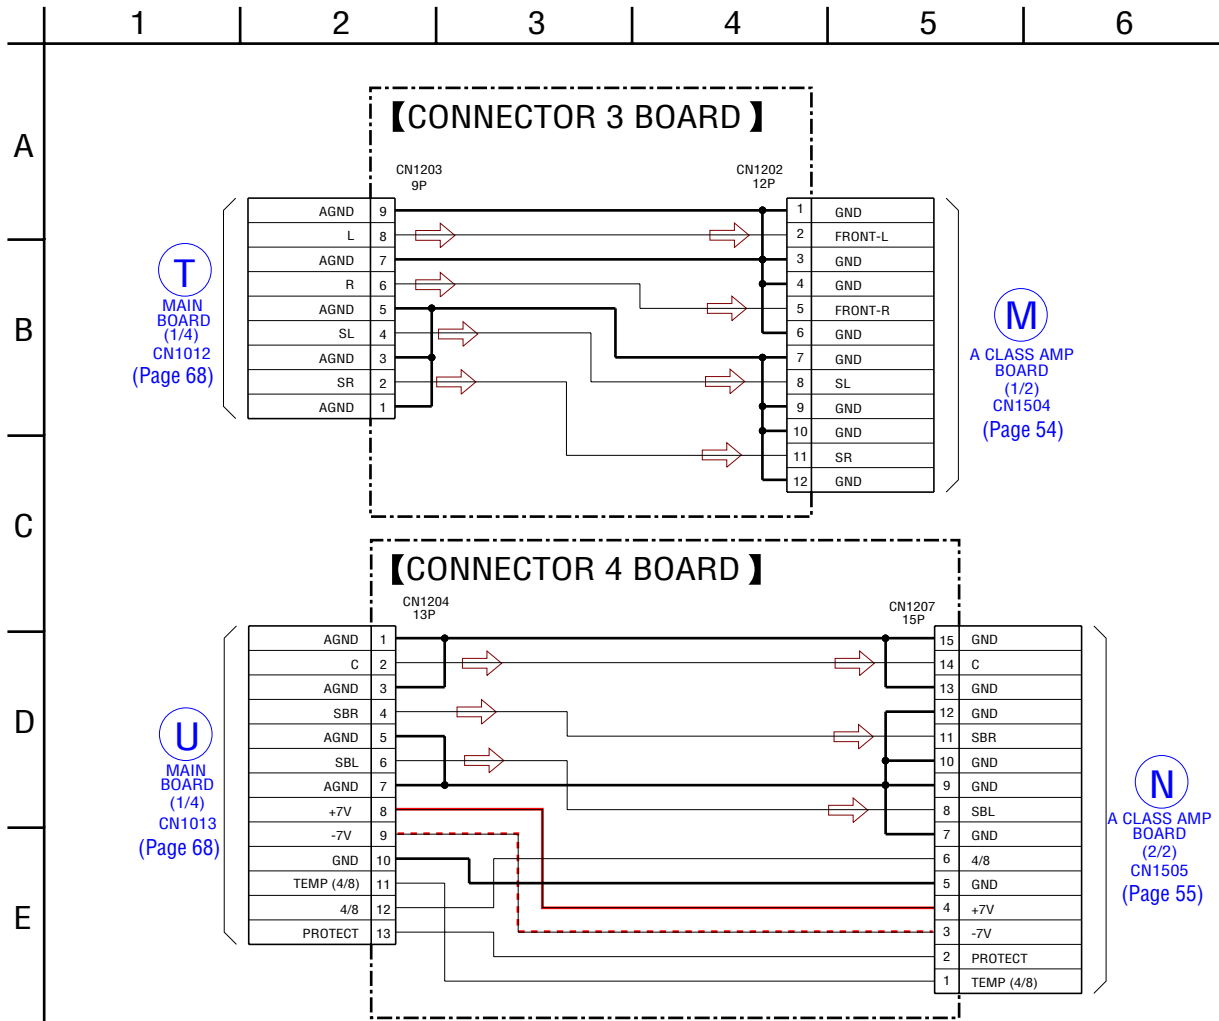 1 2 3 4 5 6
A
B
C
D
E
【CONNECTOR 3 BOARD】
CN1203
9P
CN1202
12P
AGND 9
L 8
AGND 7
R 6
AGND 5
SL 4
AGND 3
SR 2
AGND 1
1 GND
2 FRONT-L
3 GND
4 GND
5 FRONT-R
6 GND
7 GND
8 SL
9 GND
10 GND
11 SR
12 GND
T
MAIN
BOARD
(1/4)
CN1012
(Page 68)
M
A CLASS AMP
BOARD
(1/2)
CN1504
(Page 54)
【CONNECTOR 4 BOARD】
CN1204
13P
CN1207
15P
AGND 1
C 2
AGND 3
SBR 4
AGND 5
SBL 6
AGND 7
+7V 8
-7V 9
GND 10
TEMP (4/8) 11
4/8 12
PROTECT 13
15 GND
14 C
13 GND
12 GND
11 SBR
10 GND
9 GND
8 SBL
7 GND
6 4/8
5 GND
4 +7V
3 -7V
2 PROTECT
1 TEMP (4/8)
U
MAIN
BOARD
(1/4)
CN1013
(Page 68)
N
A CLASS AMP
BOARD
(2/2)
CN1505
(Page 55)